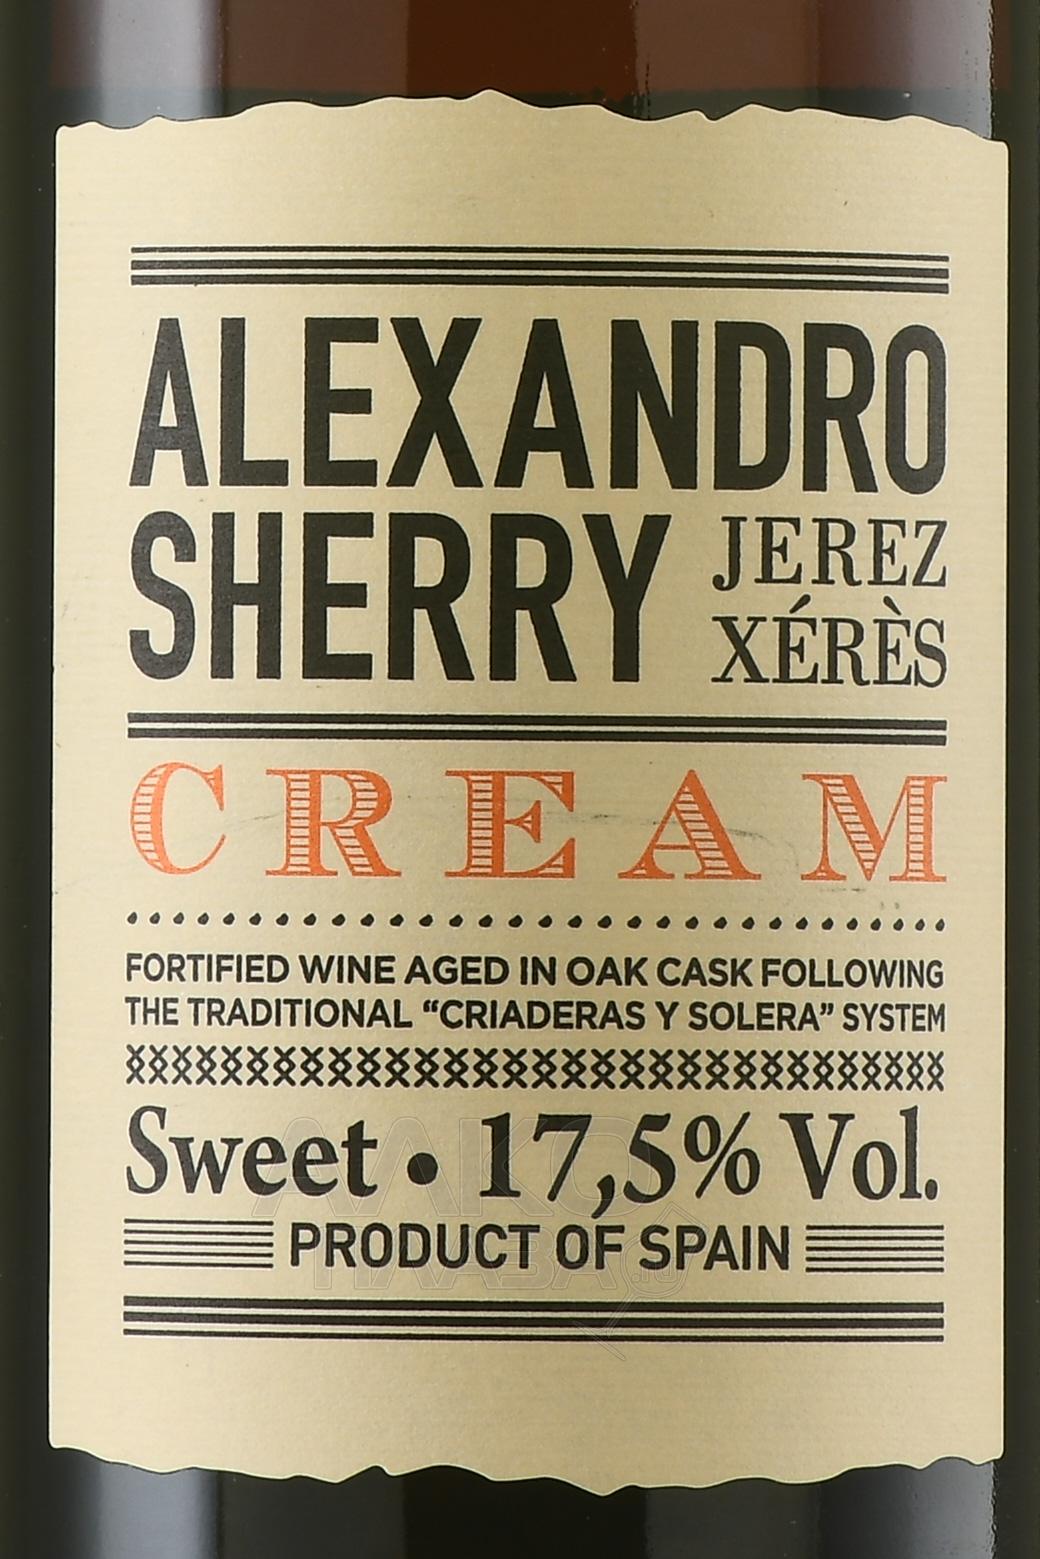 ALEXANDRO
SHERRY
JEREZ
XÉRÈS
CREAM
FORTIFIED WINE AGED IN OAK CASK FOLLOWING
THE TRADITIONAL “CRIADERAS Y SOLERA” SYSTEM
Sweet • 17,5% Vol.
PRODUCT OF SPAIN